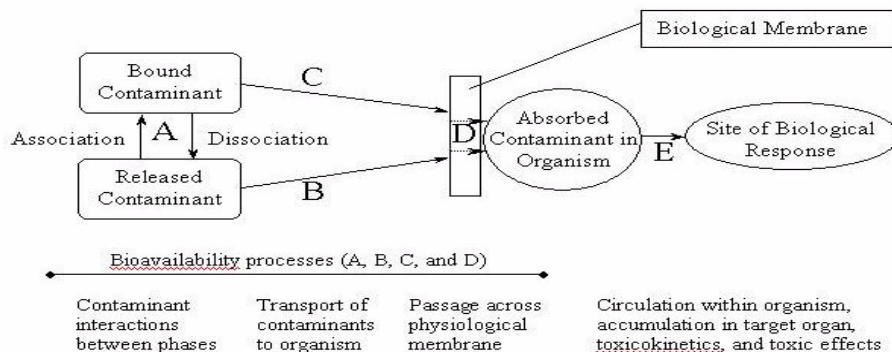 Biological Membrane
Bound
Contaminant
C
Association
A
Dissociation
Released
Contaminant
B
D
Absorbed
Contaminant in
Organism
E
Site of Biological
Response
Bioavailability processes (A, B, C, and D)
Contaminant
interactions
between phases
Transport of
contaminants
to organism
Passage across
physiological
membrane
Circulation within organism,
accumulation in target organ,
toxicokinetics, and toxic effects